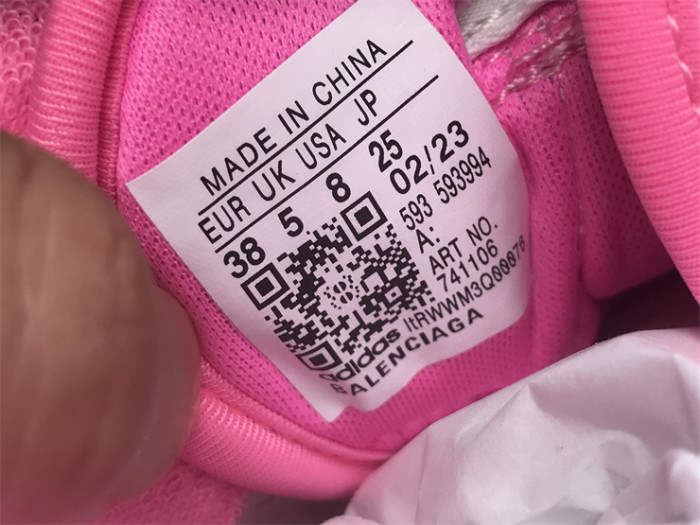 MADE IN CHINA
EUR UK USA JP
38 5 8 25
02/23
593 593994
A:
ART NO.
741106
ltRWWM3Q00076
adidas
BALENCIAGA